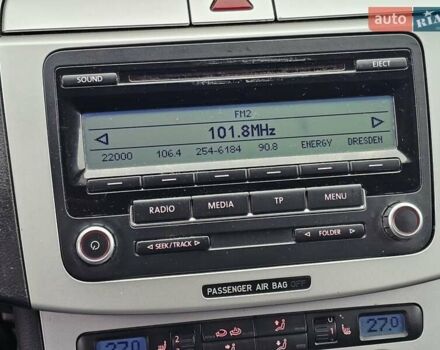 auto RIA
SOUND
EJECT
FM2
101.8MHz
22000 106.4 254-6184 90.8 ENERGY DRESDEN
RADIO MEDIA TP MENU
SEEK/TRACK FOLDER
PASSENGER AIR BAG OFF
27.0 27.0